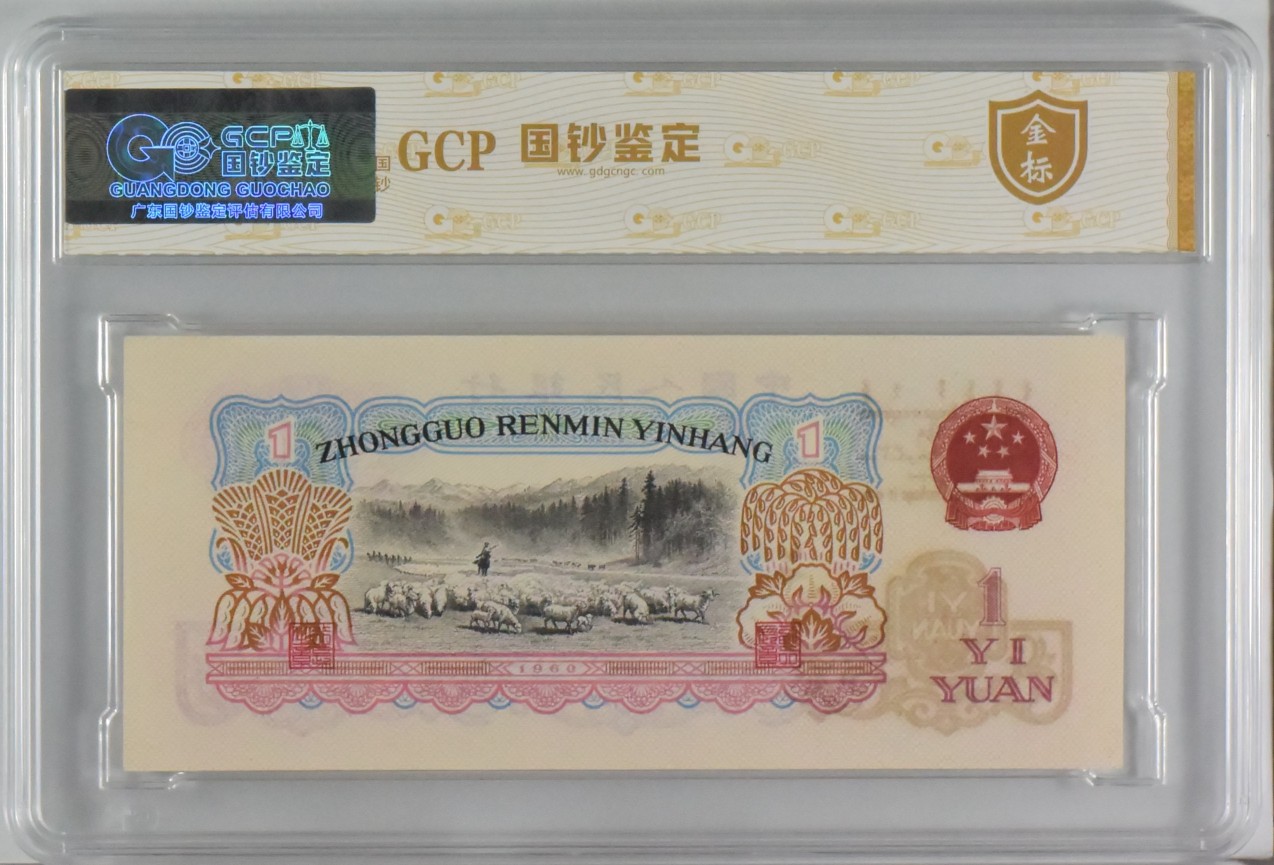 GCP
国钞鉴定
GUANGDONG GUOCHAO
广东国钞鉴定评估有限公司
国
钞
GCP 国钞鉴定
www.gdgcngc.com
金
标
1 ZHONGGUO RENMIN YINHANG 1
1960
1
YI
YUAN